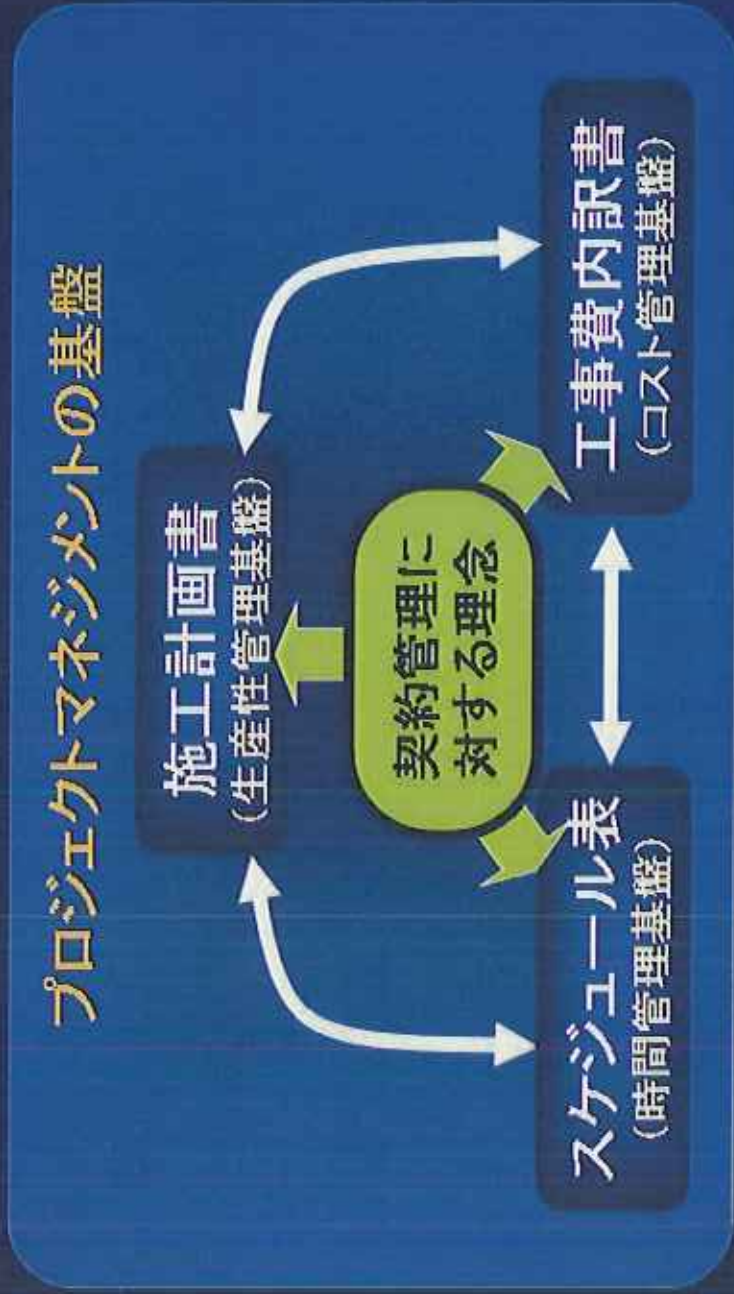 プロジェクトマネジメントの基盤
施工計画書
(生産性管理基盤)
契約管理に
対する理念
スケジュール表
(時間管理基盤)
工事費内訳書
(コスト管理基盤)